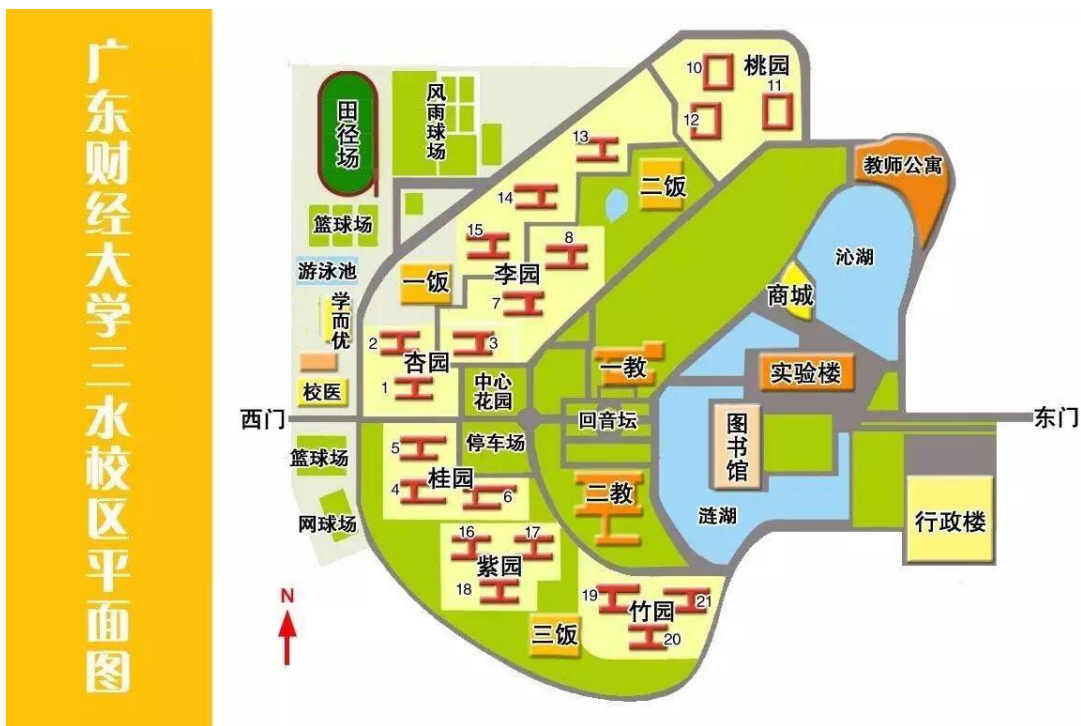 广东财经大学三水校区平面图
田径场
风雨球场
篮球场
游泳池
学而优
校医
西门
篮球场
网球场
N
10
桃园
11
12
13
二饭
教师公寓
14
15
8
李园
7
一饭
沁湖
商城
2
杏园
3
1
中心
花园
一教
实验楼
回音坛
停车场
图书馆
东门
5
桂园
4
6
二教
涟湖
行政楼
16
17
紫园
18
19
竹园
21
20
三饭